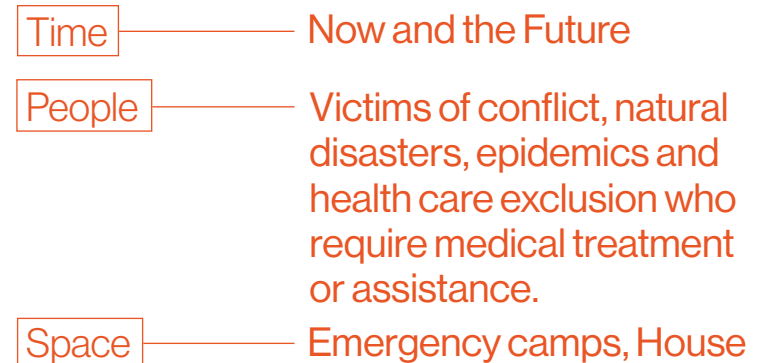 Time Now and the Future
People Victims of conflict, natural
disasters, epidemics and
health care exclusion who
require medical treatment
or assistance.
Space Emergency camps, House